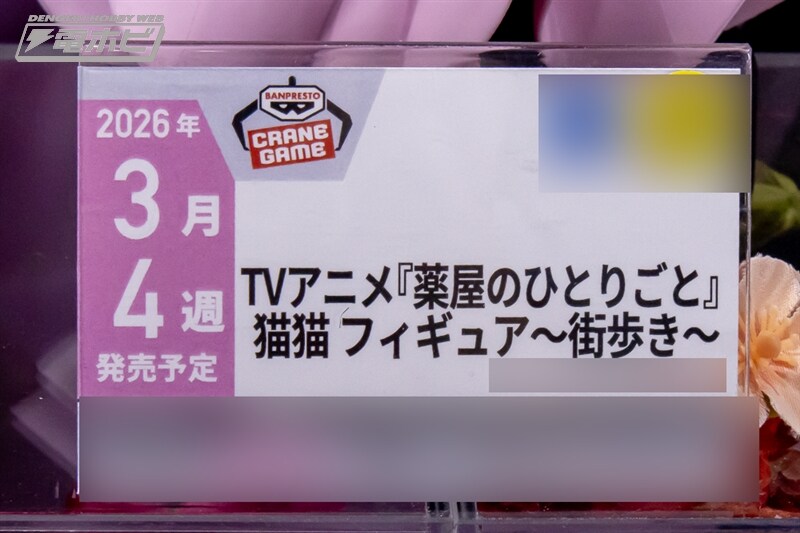 DENGEKI HOBBY WEB
電ホビ
2026年
3月
4週
発売予定
BANPRESTO
CRANE
GAME
TVアニメ『薬屋のひとりごと』
猫猫 フィギュア～街歩き～